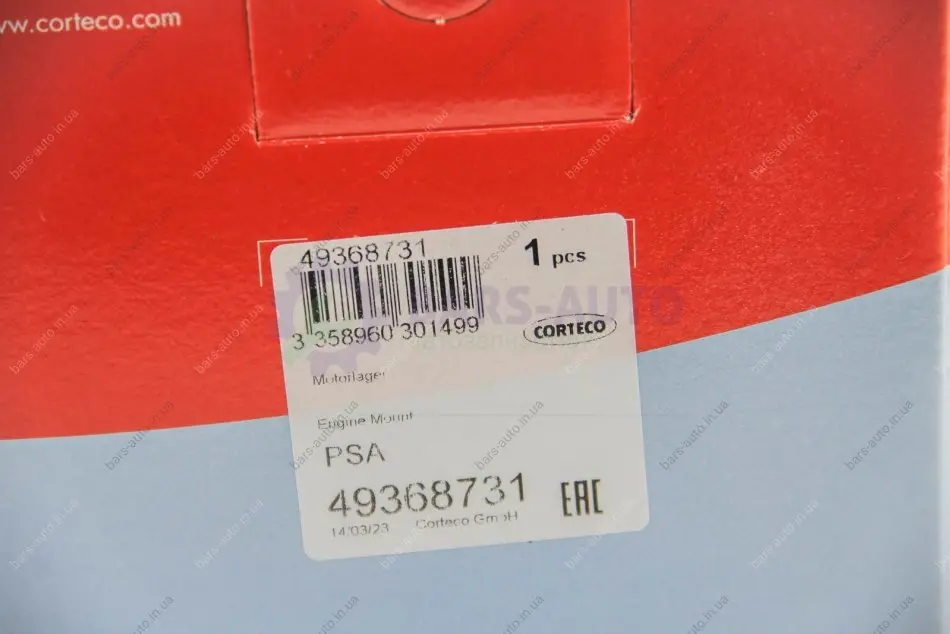 www.corteco.com
49368731
1 pcs
3 358960 301499
CORTECO
BARS-AUTO
Motorlager
Engine Mount
PSA
49368731
EAC
14/03/23 Corteco GmbH
bars-auto.in.ua